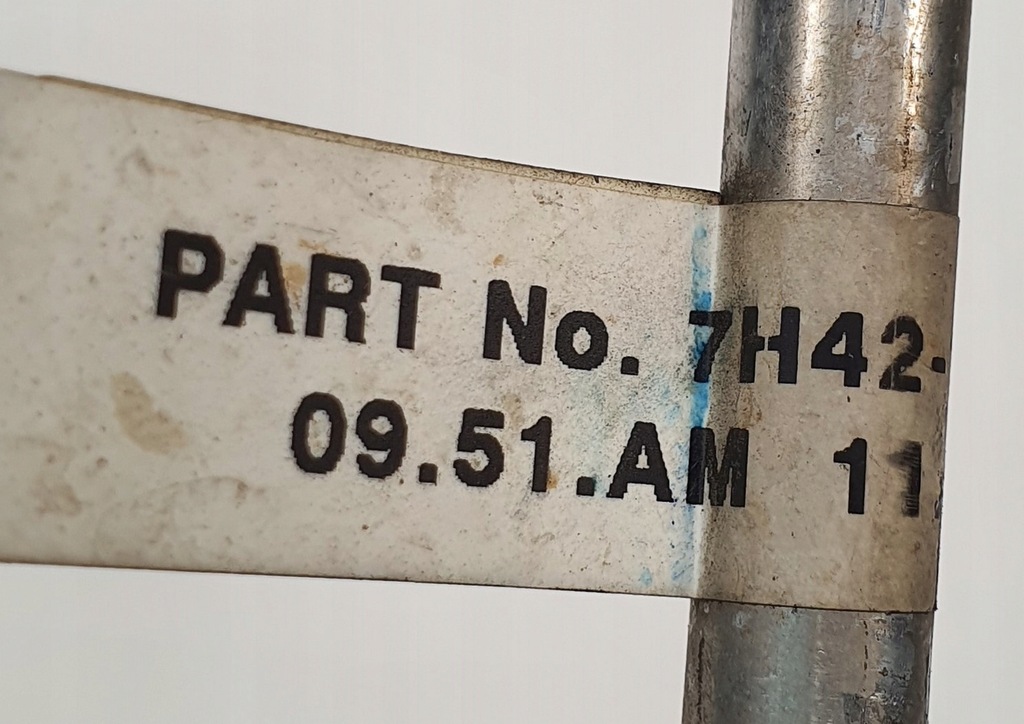 PART No. 7H42-
09.51.AM 11.